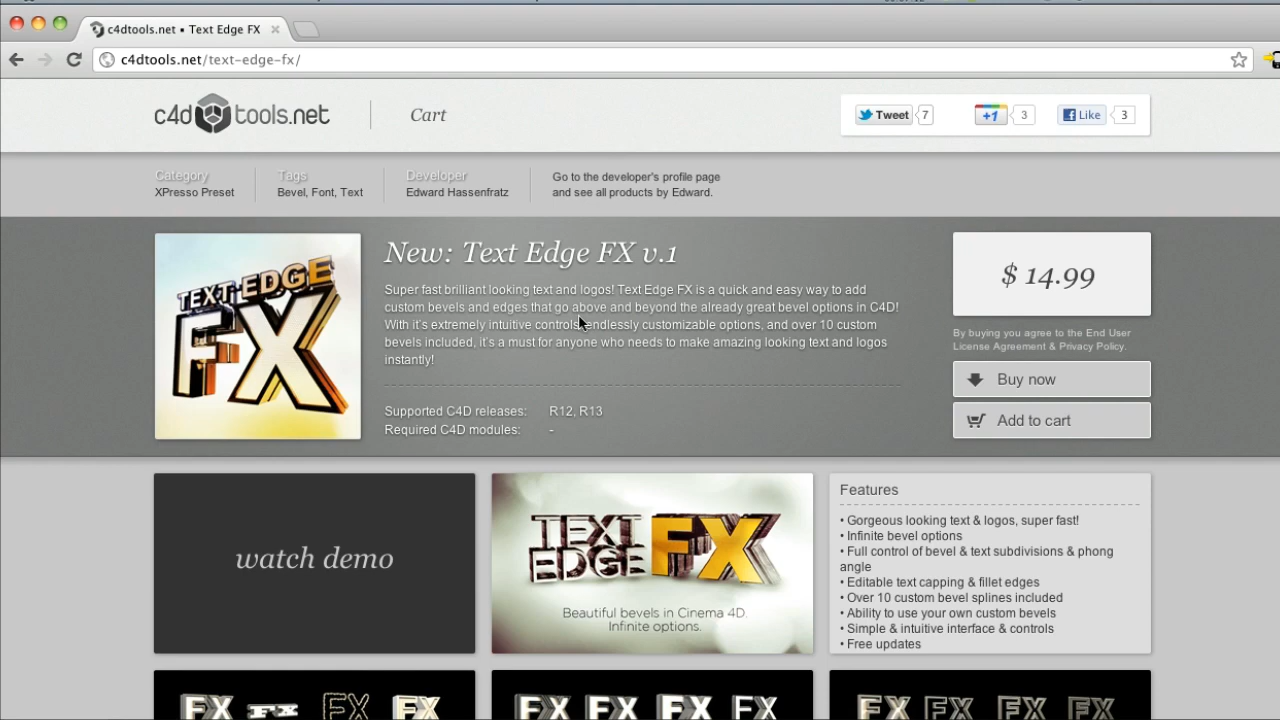 c4dtools.net • Text Edge FX
c4dtools.net/text-edge-fx/
c4d tools.net
Cart
Tweet 7
+1 3
Like 3
Category
XPresso Preset
Tags
Bevel, Font, Text
Developer
Edward Hassenfratz
Go to the developer's profile page
and see all products by Edward.
TEXT EDGE
FX
New: Text Edge FX v.1
Super fast brilliant looking text and logos! Text Edge FX is a quick and easy way to add
custom bevels and edges that go above and beyond the already great bevel options in C4D!
With it's extremely intuitive controls, endlessly customizable options, and over 10 custom
bevels included, it's a must for anyone who needs to make amazing looking text and logos
instantly!
Supported C4D releases: R12, R13
Required C4D modules: -
$ 14.99
By buying you agree to the End User
License Agreement & Privacy Policy.
Buy now
Add to cart
watch demo
TEXT
EDGE
FX
Beautiful bevels in Cinema 4D.
Infinite options.
Features
• Gorgeous looking text & logos, super fast!
• Infinite bevel options
• Full control of bevel & text subdivisions & phong
angle
• Editable text capping & fillet edges
• Over 10 custom bevel splines included
• Ability to use your own custom bevels
• Simple & intuitive interface & controls
• Free updates
FX FX FX FX
FX FX FX FX
FX FX FX FX